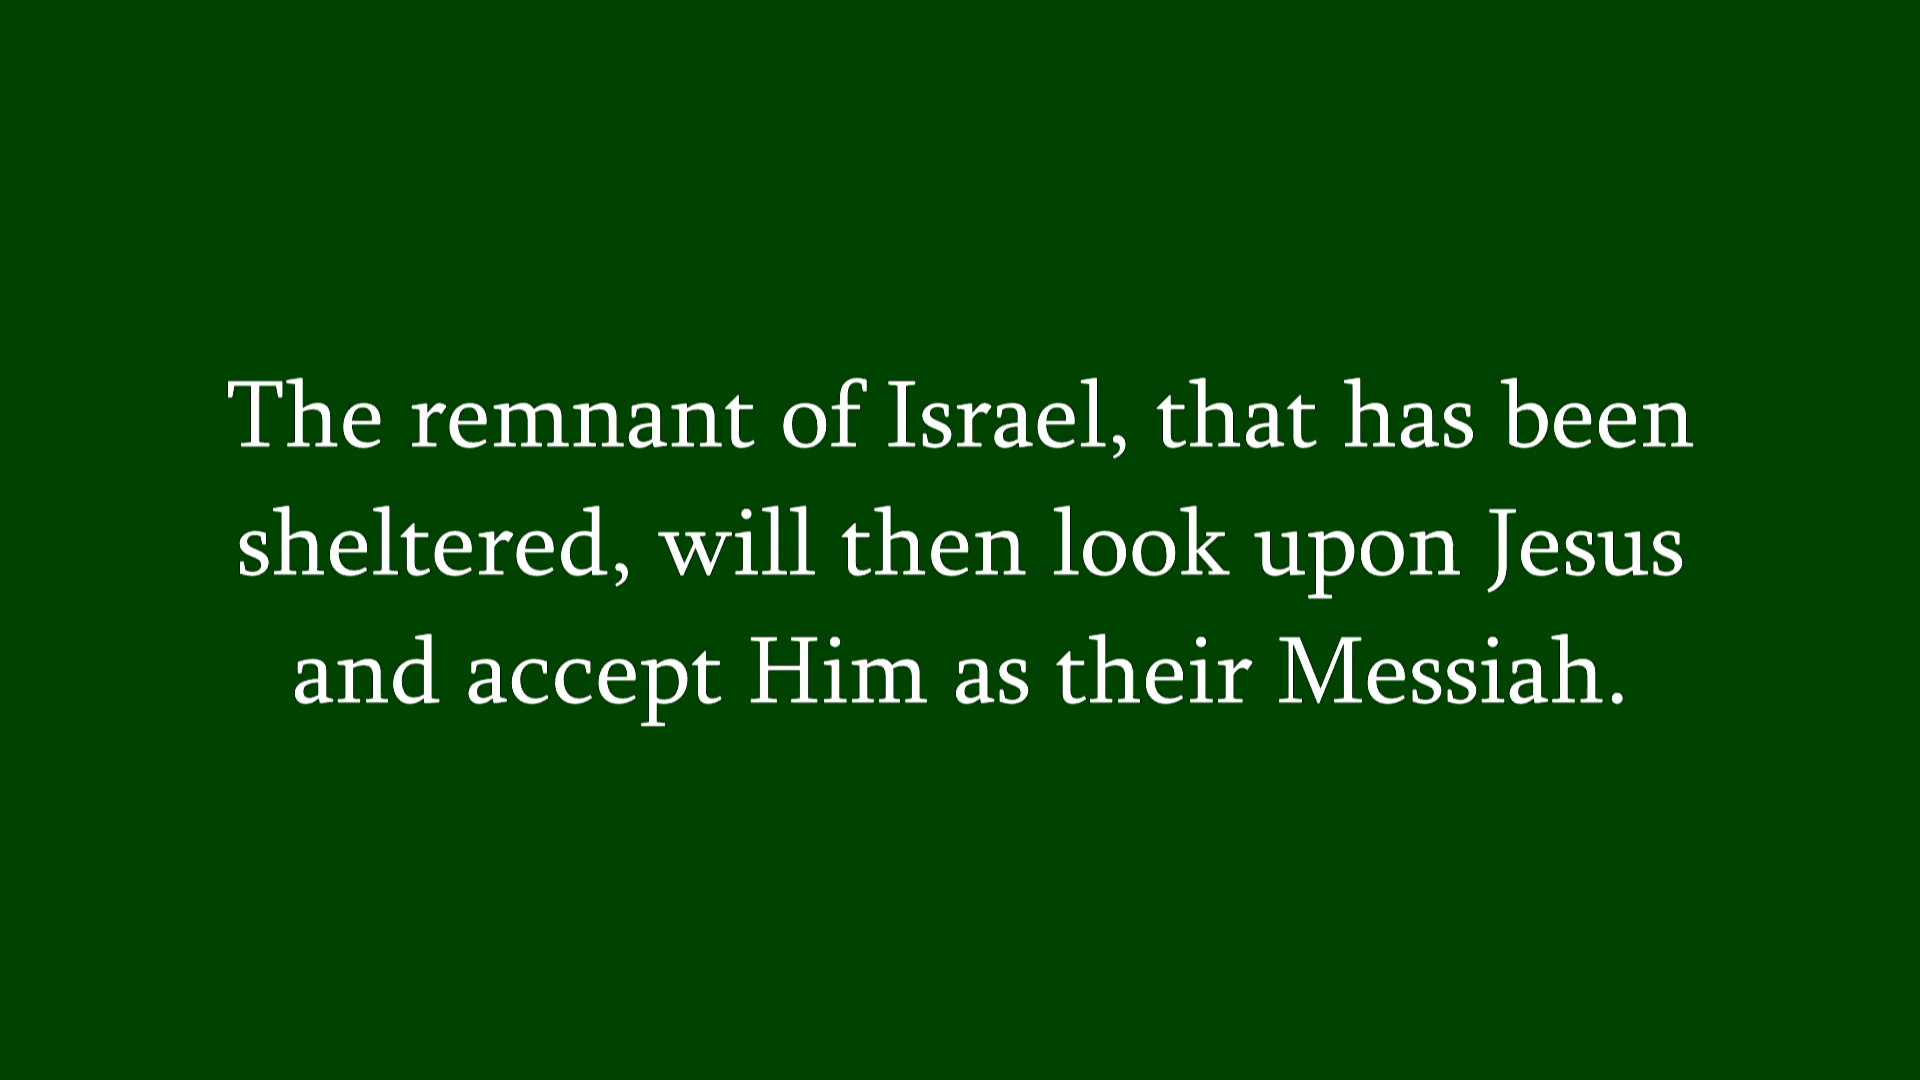 The remnant of Israel, that has been
sheltered, will then look upon Jesus
and accept Him as their Messiah.